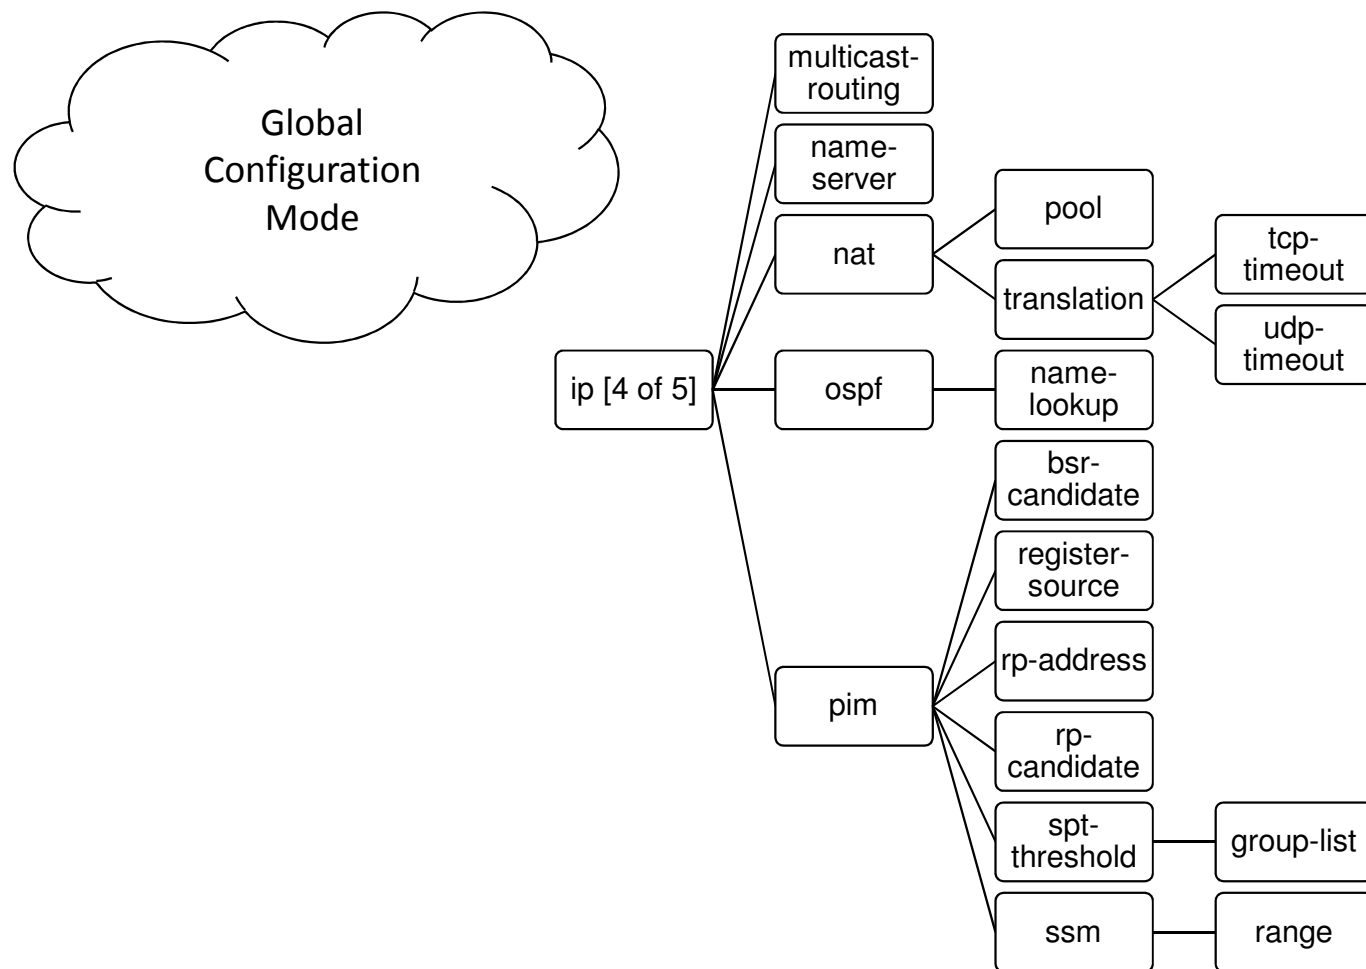 Global
Configuration
Mode
multicast-
routing
name-
server
nat
pool
translation
tcp-
timeout
udp-
timeout
ip [4 of 5]
ospf
name-
lookup
bsr-
candidate
register-
source
rp-address
pim
rp-
candidate
spt-
threshold
group-list
ssm
range